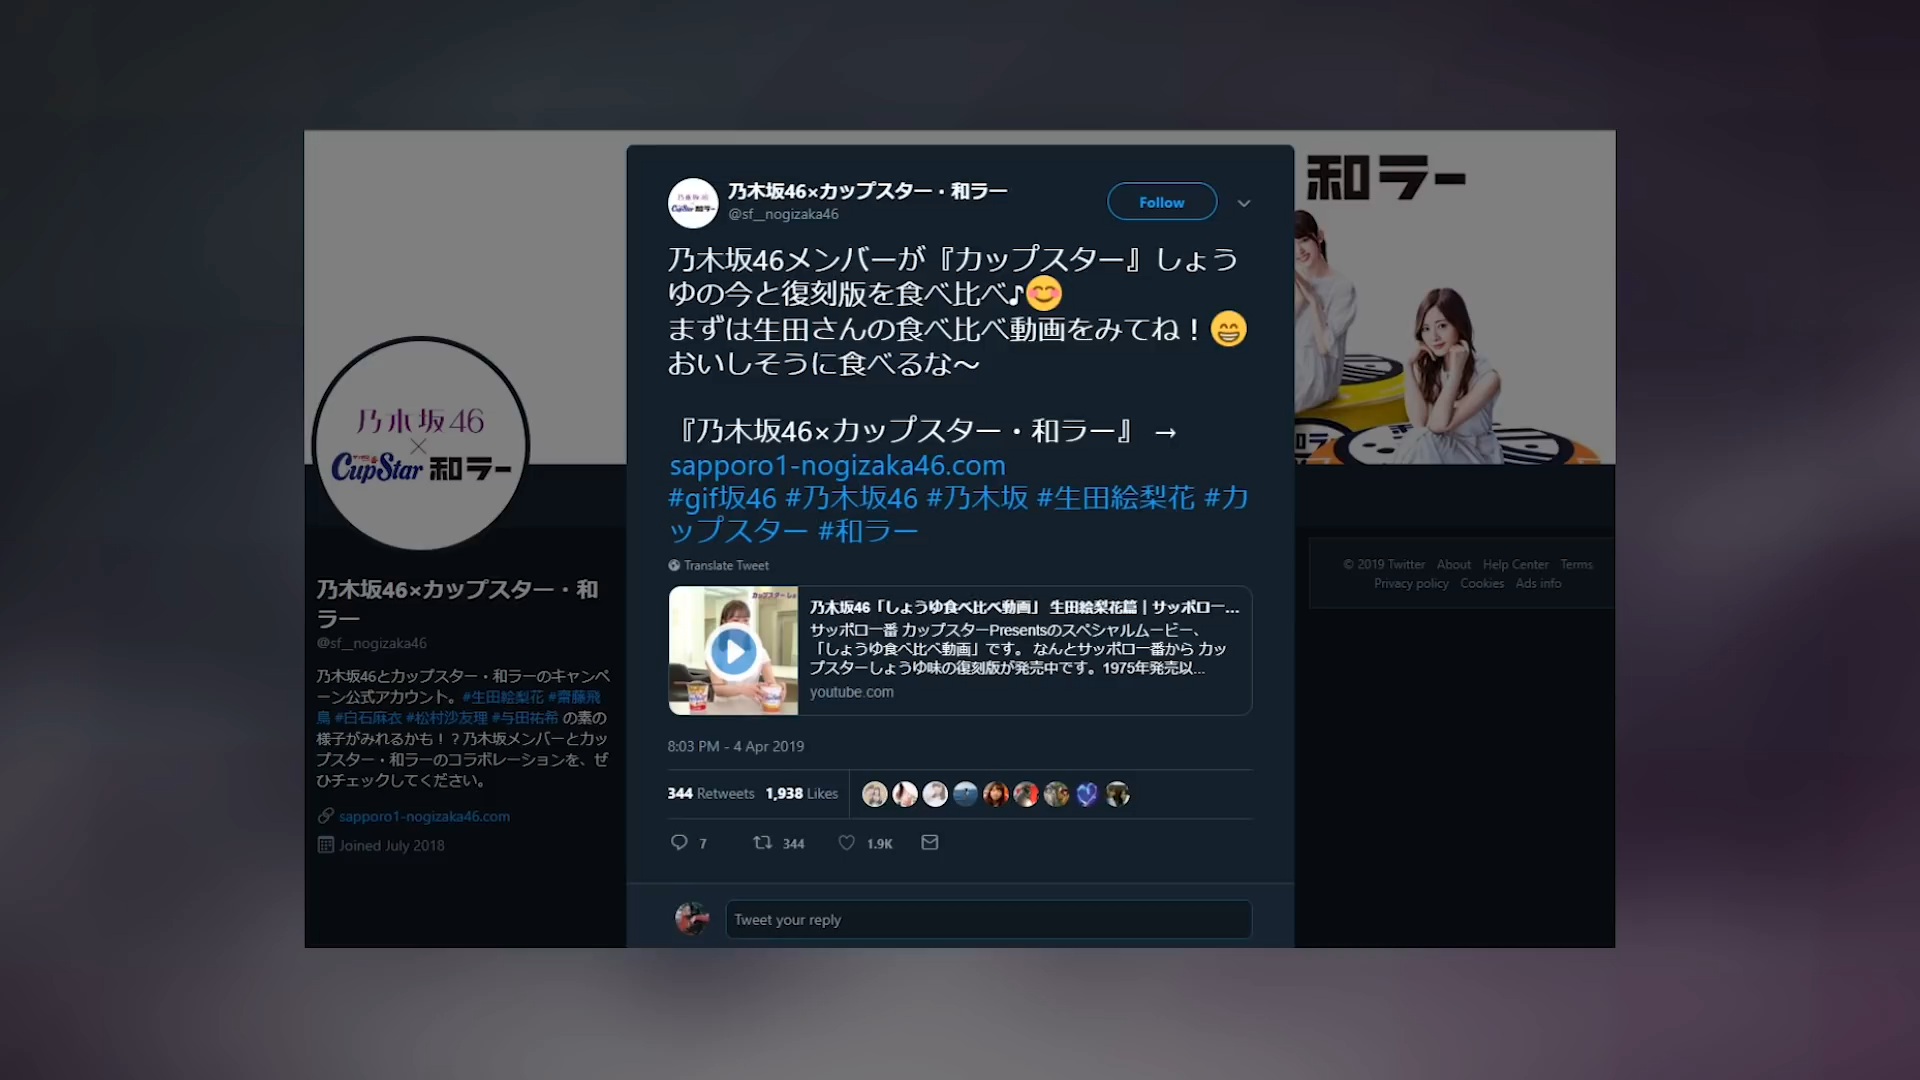 和ラー
乃木坂46×カップスター・和ラー
@sf_nogizaka46
Follow
乃木坂46メンバーが『カップスター』しょう
ゆの今と復刻版を食べ比べ♪😊
まずは生田さんの食べ比べ動画をみてね！😁
おいしそうに食べるな〜
『乃木坂46×カップスター・和ラー』 →
sapporo1-nogizaka46.com
#gif坂46 #乃木坂46 #乃木坂 #生田絵梨花 #カ
ップスター #和ラー
Translate Tweet
乃木坂46「しょうゆ食べ比べ動画」 生田絵梨花篇｜サッポロ一...
サッポロ一番 カップスターPresentsのスペシャルムービー、
「しょうゆ食べ比べ動画」です。 なんとサッポロ一番から カッ
プスターしょうゆ味の復刻版が発売中です。1975年発売以...
youtube.com
8:03 PM - 4 Apr 2019
344 Retweets 1,938 Likes
7 344 1.9K
Tweet your reply
乃木坂46
×
CupStar 和ラー
乃木坂46×カップスター・和
ラー
@sf_nogizaka46
乃木坂46とカップスター・和ラーのキャンペ
ーン公式アカウント。#生田絵梨花 #齋藤飛
鳥 #白石麻衣 #松村沙友理 #与田祐希 の素の
様子がみれるかも！？乃木坂メンバーとカッ
プスター・和ラーのコラボレーションを、ぜ
ひチェックしてください。
sapporo1-nogizaka46.com
Joined July 2018
© 2019 Twitter About Help Center Terms
Privacy policy Cookies Ads info